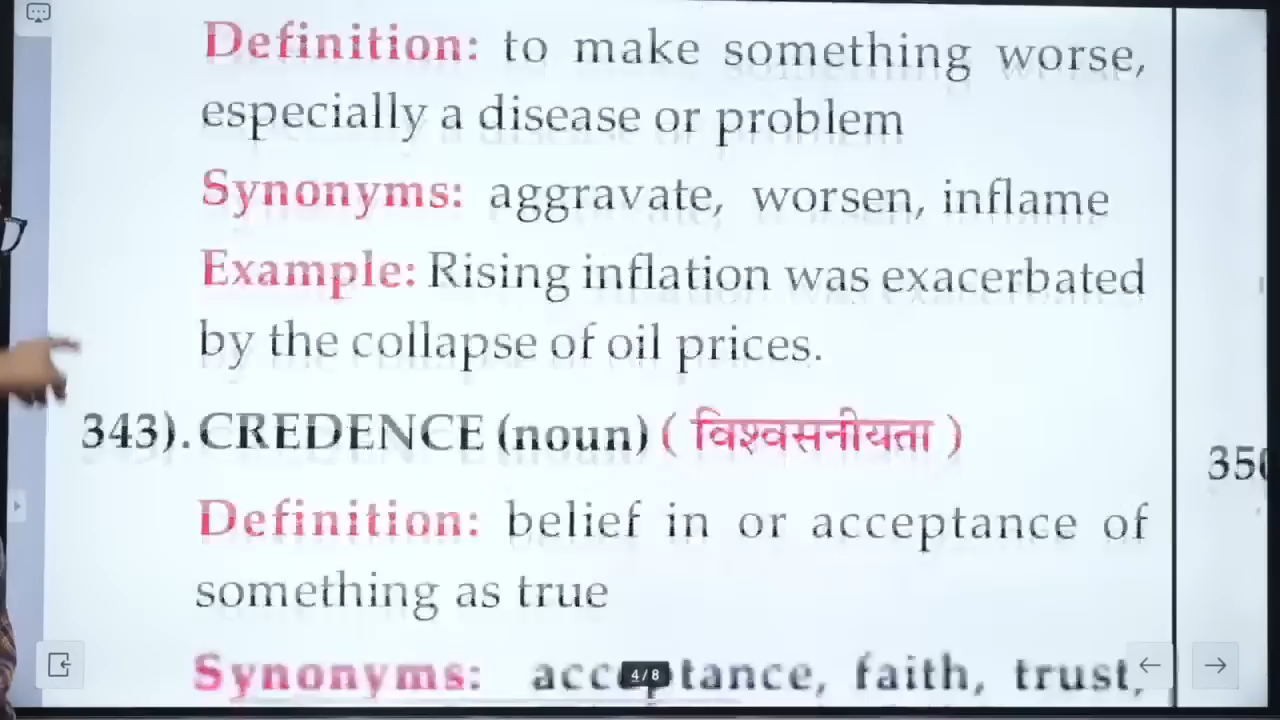 Definition: to make something worse,
especially a disease or problem
Synonyms: aggravate, worsen, inflame
Example: Rising inflation was exacerbated
by the collapse of oil prices.
343). CREDENCE (noun) ( विश्वसनीयता )
Definition: belief in or acceptance of
something as true
Synonyms: acceptance, faith, trust,
4/8